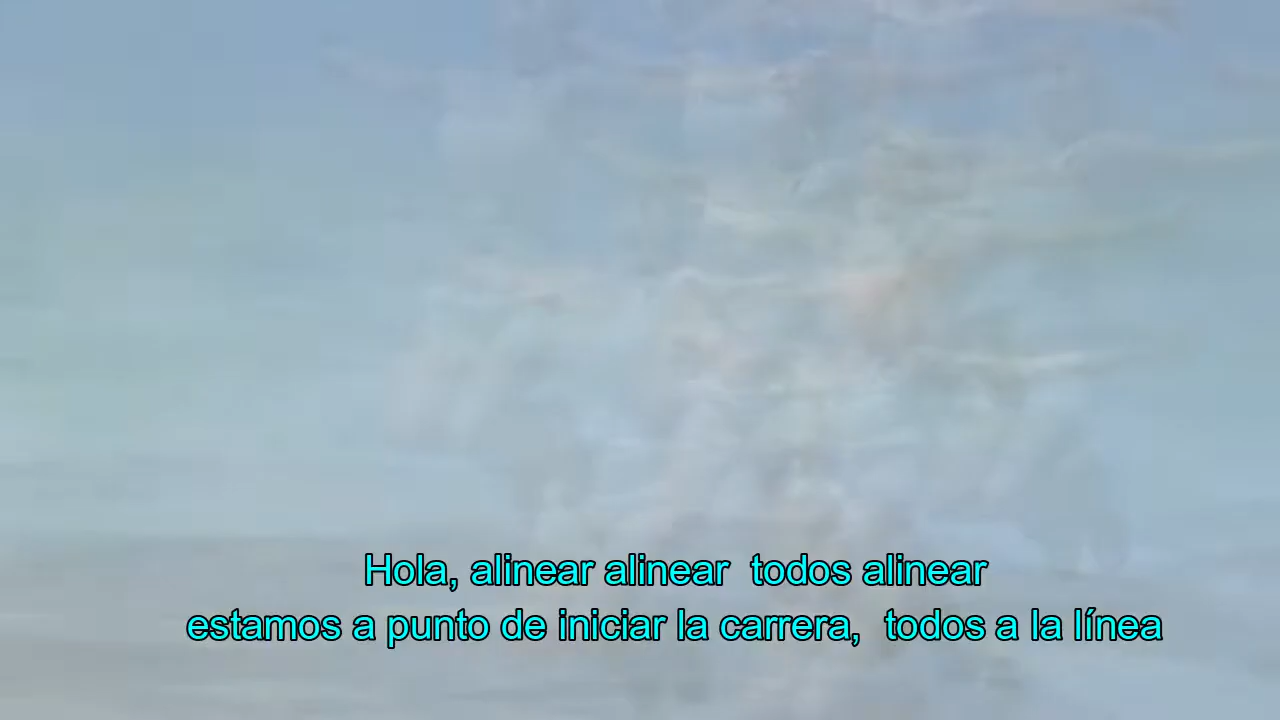 Hola, alinear alinear  todos alinear
estamos a punto de iniciar la carrera,  todos a la línea